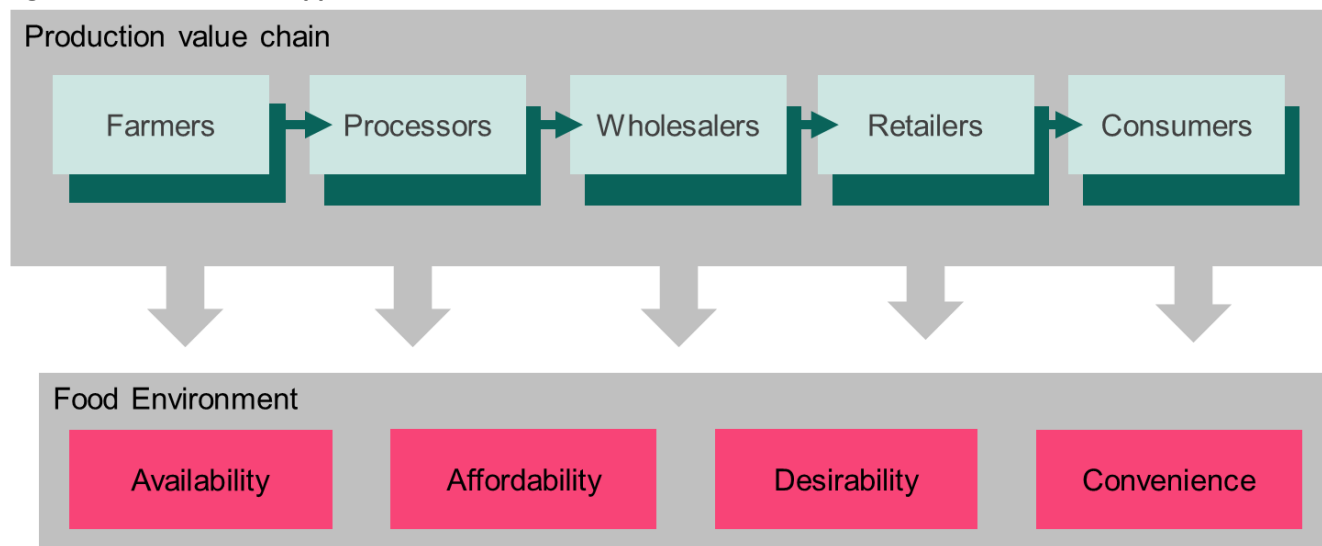 Production value chain
Farmers
Processors
Wholesalers
Retailers
Consumers
Food Environment
Availability
Affordability
Desirability
Convenience